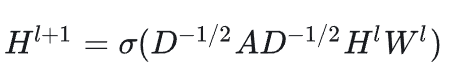 H^{l+1} = σ(D^{-1/2} A D^{-1/2} H^l W^l)